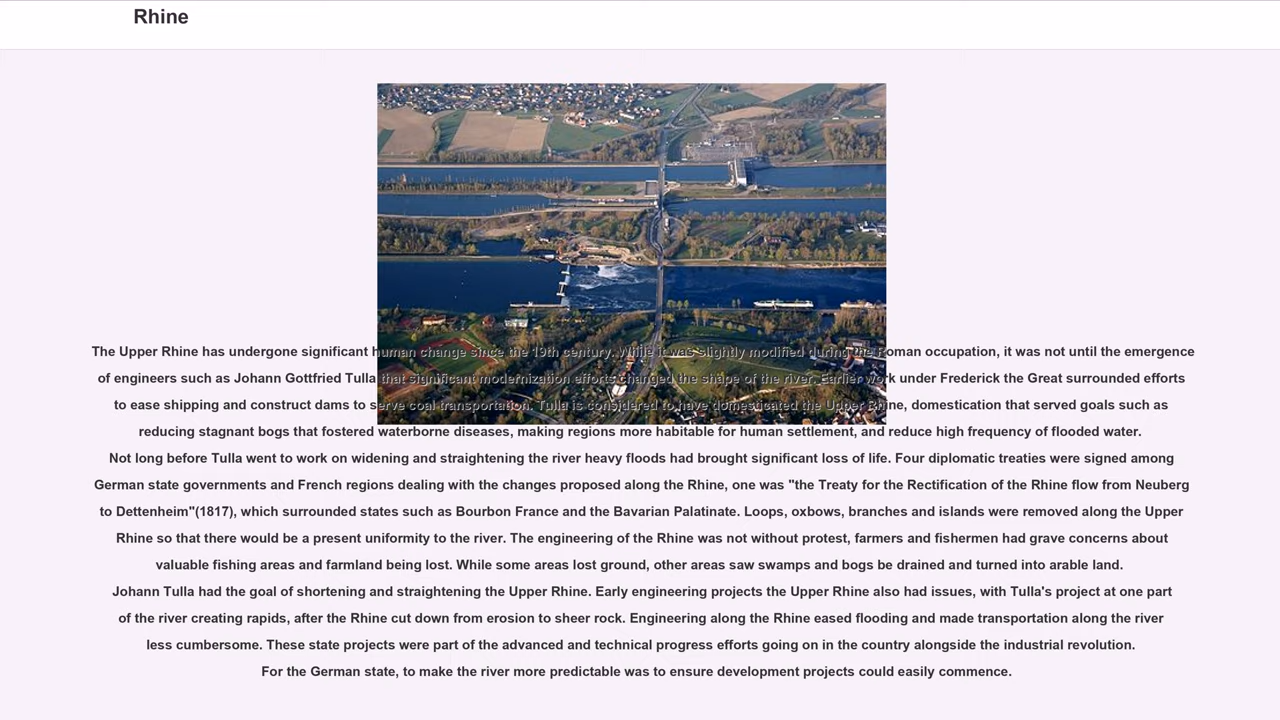 Rhine
The Upper Rhine has undergone significant human change since the 19th century. While it was slightly modified during the Roman occupation, it was not until the emergence
of engineers such as Johann Gottfried Tulla that significant modernization efforts changed the shape of the river. Earlier work under Frederick the Great surrounded efforts
to ease shipping and construct dams to serve coal transportation. Tulla is considered to have domesticated the Upper Rhine, domestication that served goals such as
reducing stagnant bogs that fostered waterborne diseases, making regions more habitable for human settlement, and reduce high frequency of flooded water.
Not long before Tulla went to work on widening and straightening the river heavy floods had brought significant loss of life. Four diplomatic treaties were signed among
German state governments and French regions dealing with the changes proposed along the Rhine, one was "the Treaty for the Rectification of the Rhine flow from Neuberg
to Dettenheim"(1817), which surrounded states such as Bourbon France and the Bavarian Palatinate. Loops, oxbows, branches and islands were removed along the Upper
Rhine so that there would be a present uniformity to the river. The engineering of the Rhine was not without protest, farmers and fishermen had grave concerns about
valuable fishing areas and farmland being lost. While some areas lost ground, other areas saw swamps and bogs be drained and turned into arable land.
Johann Tulla had the goal of shortening and straightening the Upper Rhine. Early engineering projects the Upper Rhine also had issues, with Tulla's project at one part
of the river creating rapids, after the Rhine cut down from erosion to sheer rock. Engineering along the Rhine eased flooding and made transportation along the river
less cumbersome. These state projects were part of the advanced and technical progress efforts going on in the country alongside the industrial revolution.
For the German state, to make the river more predictable was to ensure development projects could easily commence.